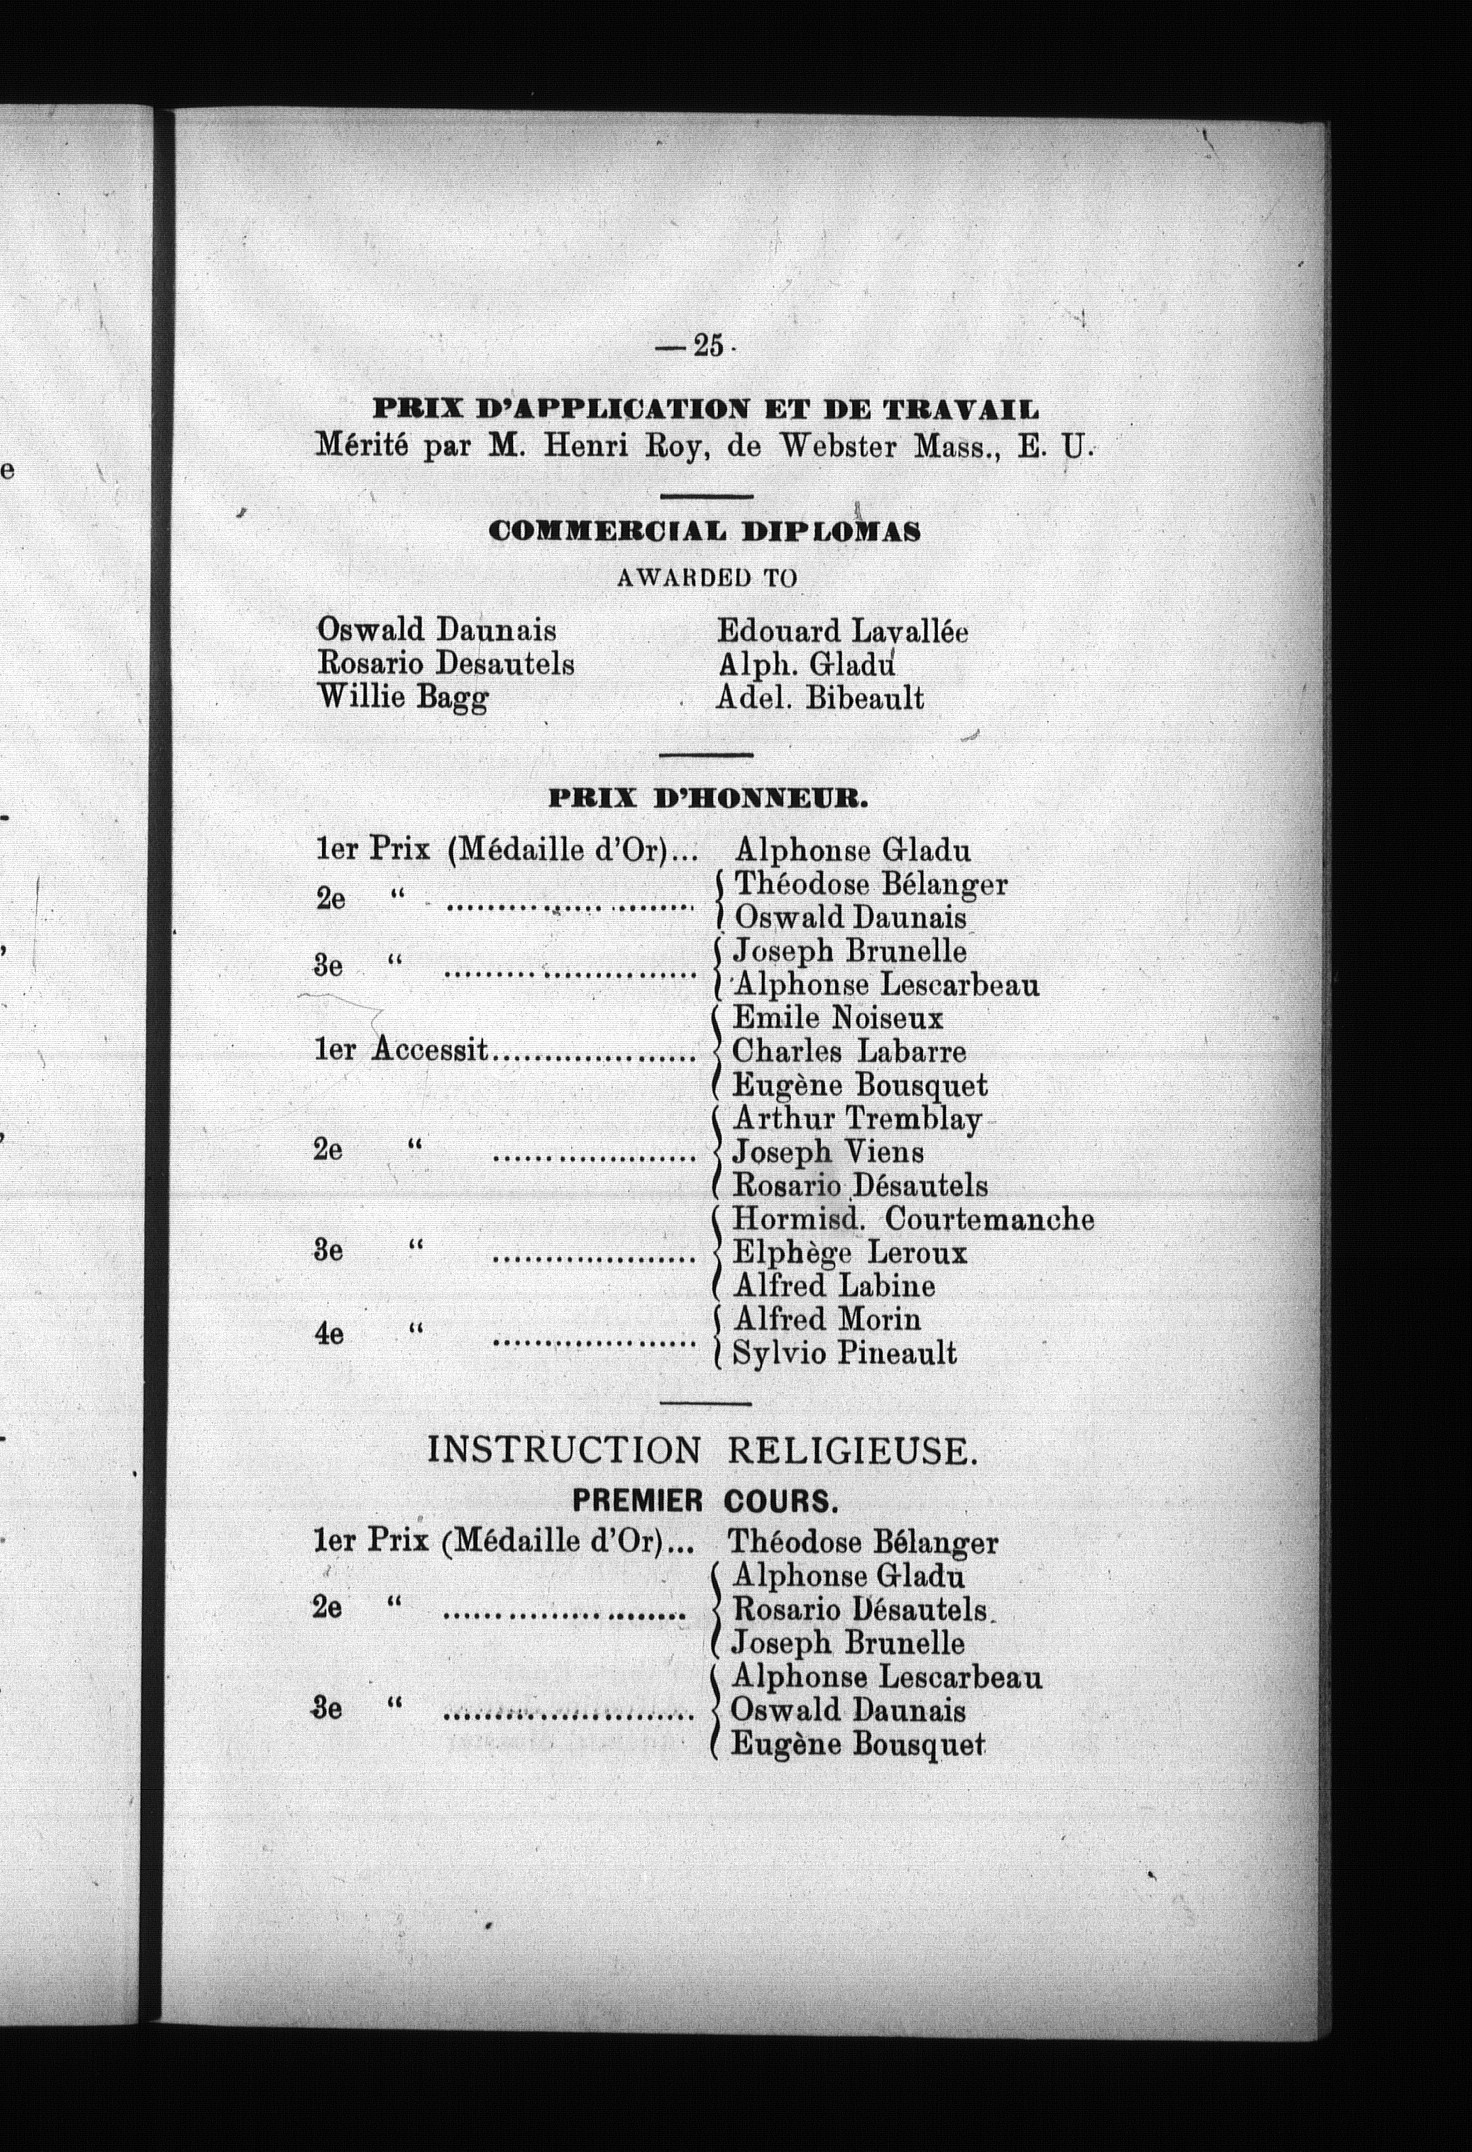 — 25 -
PRIX D'APPLICATION ET DE TRAVAIL
Mérité par M. Henri Roy, de Webster Mass., E. U.
COMMERCIAL DIPLOMAS
AWARDED TO
Oswald Daunais Edouard Lavallée
Rosario Desautels Alph. Gladu
Willie Bagg Adel. Bibeault
PRIX D'HONNEUR.
1er Prix (Médaille d'Or)... Alphonse Gladu
2e “ ........................ { Théodose Bélanger
Oswald Daunais
3e “ ........................ { Joseph Brunelle
Alphonse Lescarbeau
Emile Noiseux
1er Accessit.................... { Charles Labarre
Eugène Bousquet
Arthur Tremblay
2e “ .................... { Joseph Viens
Rosario Désautels
Hormisd. Courtemanche
3e “ .................... { Elphège Leroux
Alfred Labine
4e “ .................... { Alfred Morin
Sylvio Pineault
INSTRUCTION RELIGIEUSE.
PREMIER COURS.
1er Prix (Médaille d'Or)... Théodose Bélanger
Alphonse Gladu
2e “ ........................ { Rosario Désautels
Joseph Brunelle
Alphonse Lescarbeau
3e “ ........................ { Oswald Daunais
Eugène Bousquet